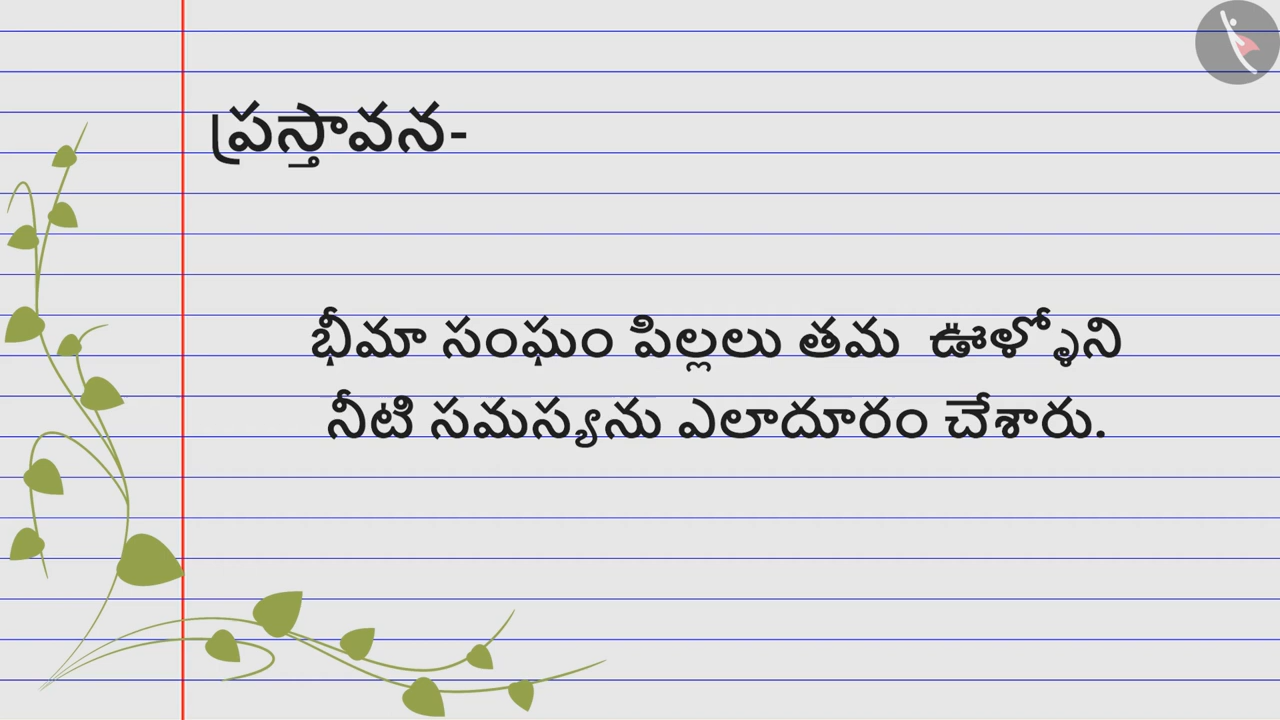 ప్రస్తావన-
భీమా సంఘం పిల్లలు తమ ఊళ్ళోని
నీటి సమస్యను ఎలాదూరం చేశారు.